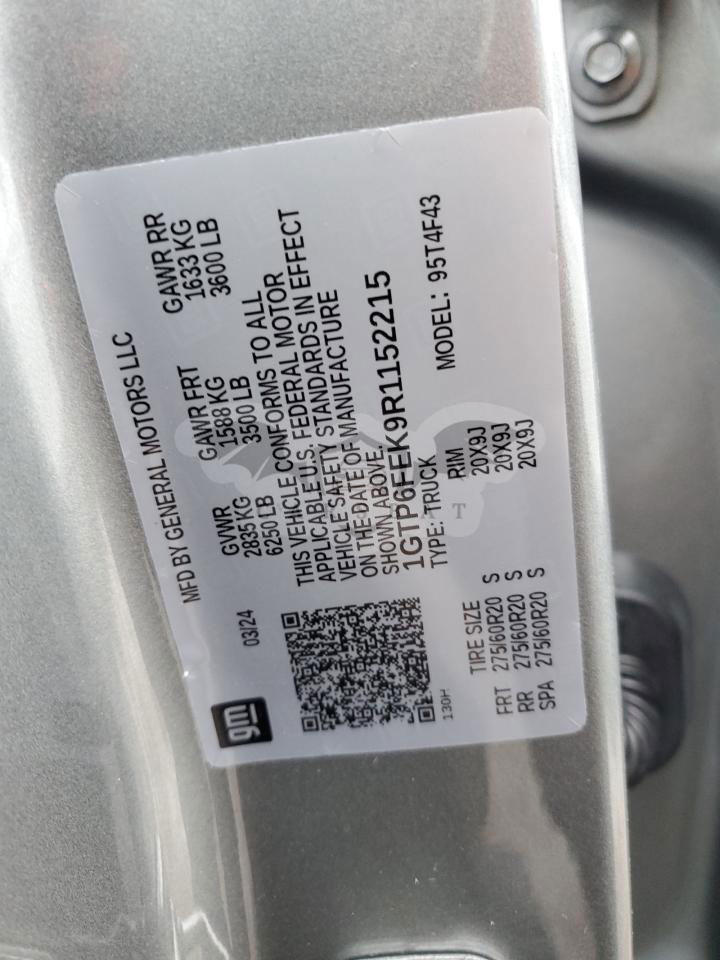 MFD BY GENERAL MOTORS LLC
gm
03/24
GVWR
2835 KG
6250 LB
GAWR FRT
1588 KG
3500 LB
GAWR RR
1633 KG
3600 LB
THIS VEHICLE CONFORMS TO ALL
APPLICABLE U.S. FEDERAL MOTOR
VEHICLE SAFETY STANDARDS IN EFFECT
ON THE DATE OF MANUFACTURE
SHOWN ABOVE.
1GTP6FEK9R1152215
TYPE: TRUCK MODEL: 95T4F43
130H
TIRE SIZE RIM
FRT 275/60R20 S 20X9J
RR 275/60R20 S 20X9J
SPA 275/60R20 S 20X9J